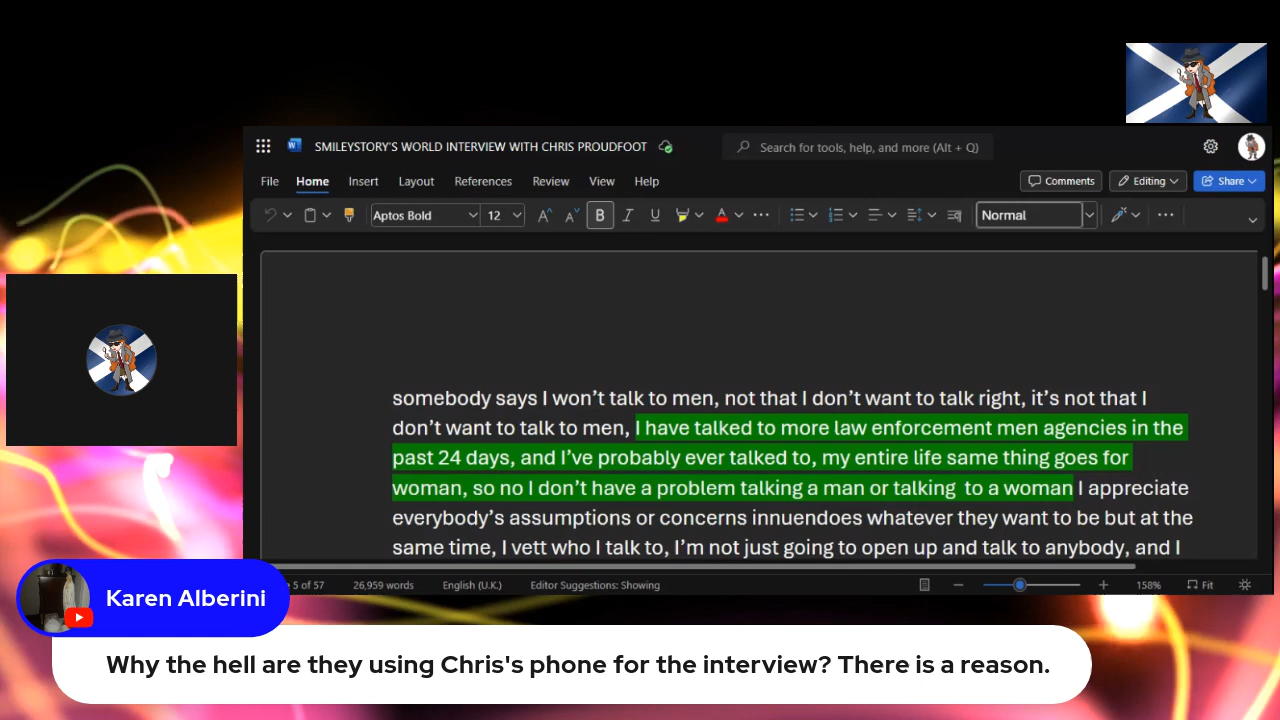 SMILEYSTORY'S WORLD INTERVIEW WITH CHRIS PROUDFOOT
Search for tools, help, and more (Alt + Q)
File Home Insert Layout References Review View Help
Comments Editing Share
Aptos Bold 12 B I U A Normal
somebody says I won't talk to men, not that I don't want to talk right, it's not that I
don't want to talk to men, I have talked to more law enforcement men agencies in the
past 24 days, and I've probably ever talked to, my entire life same thing goes for
woman, so no I don't have a problem talking a man or talking to a woman I appreciate
everybody's assumptions or concerns innuendoes whatever they want to be but at the
same time, I vett who I talk to, I'm not just going to open up and talk to anybody, and I
5 of 57 26,959 words English (U.K.) Editor Suggestions: Showing 158% Fit
Karen Alberini
Why the hell are they using Chris's phone for the interview? There is a reason.